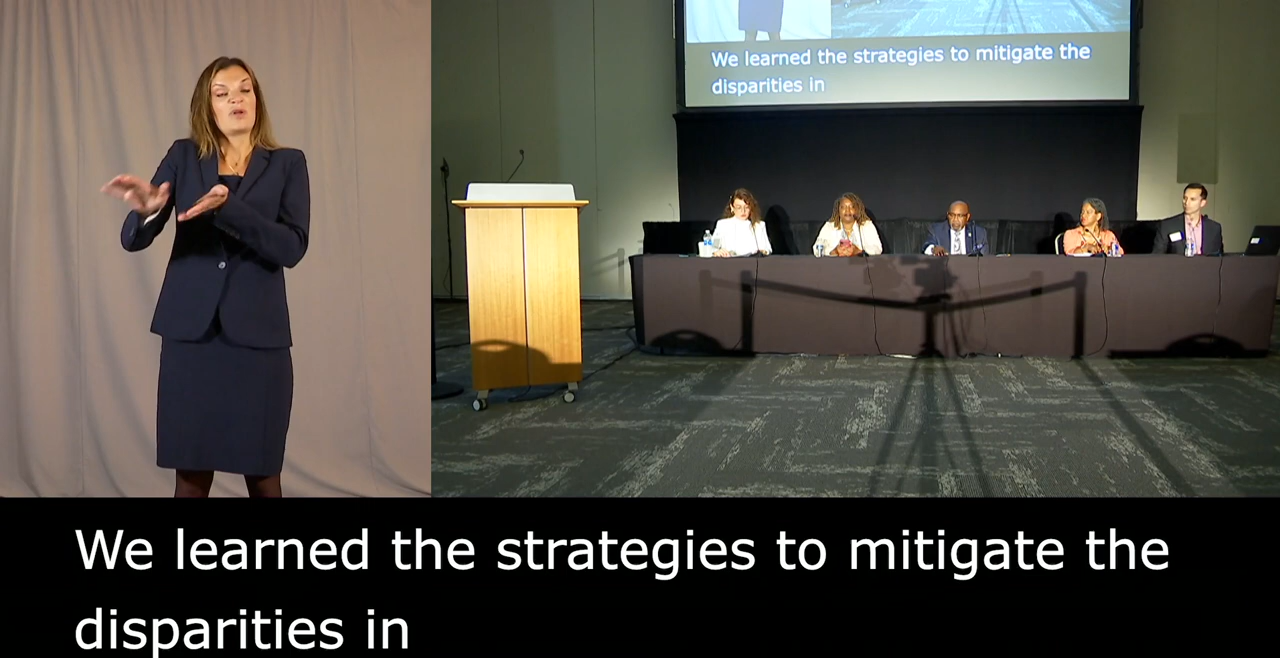 We learned the strategies to mitigate the
disparities in
We learned the strategies to mitigate the
disparities in